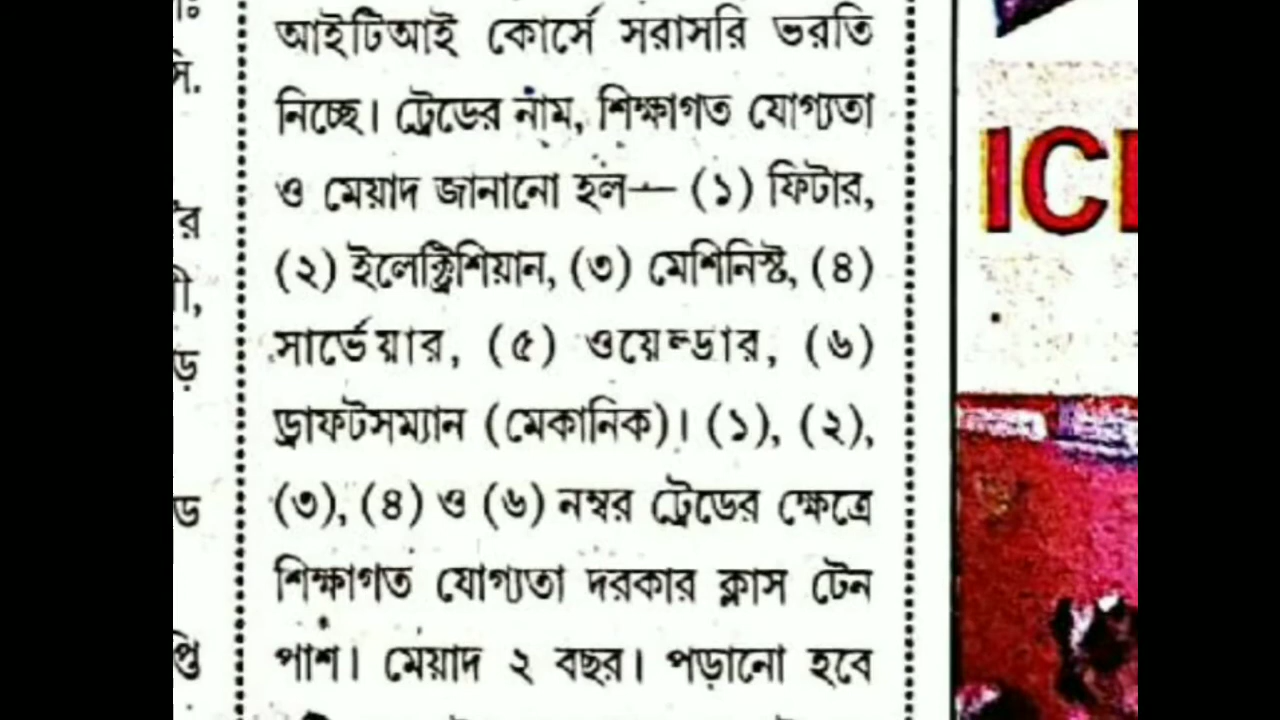 আইটিআই কোর্সে সরাসরি ভরতি
নিচ্ছে। ট্রেডের নাম, শিক্ষাগত যোগ্যতা
ও মেয়াদ জানানো হল— (১) ফিটার,
(২) ইলেক্ট্রিশিয়ান, (৩) মেশিনিস্ট, (৪)
সার্ভেয়ার, (৫) ওয়েল্ডার, (৬)
ড্রাফটসম্যান (মেকানিক)। (১), (২),
(৩), (৪) ও (৬) নম্বর ট্রেডের ক্ষেত্রে
শিক্ষাগত যোগ্যতা দরকার ক্লাস টেন
পাশ। মেয়াদ ২ বছর। পড়ানো হবে